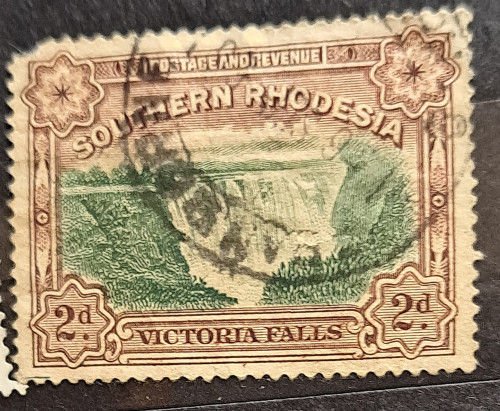 POSTAGE AND REVENUE
SOUTHERN RHODESIA
2d. VICTORIA FALLS 2d.